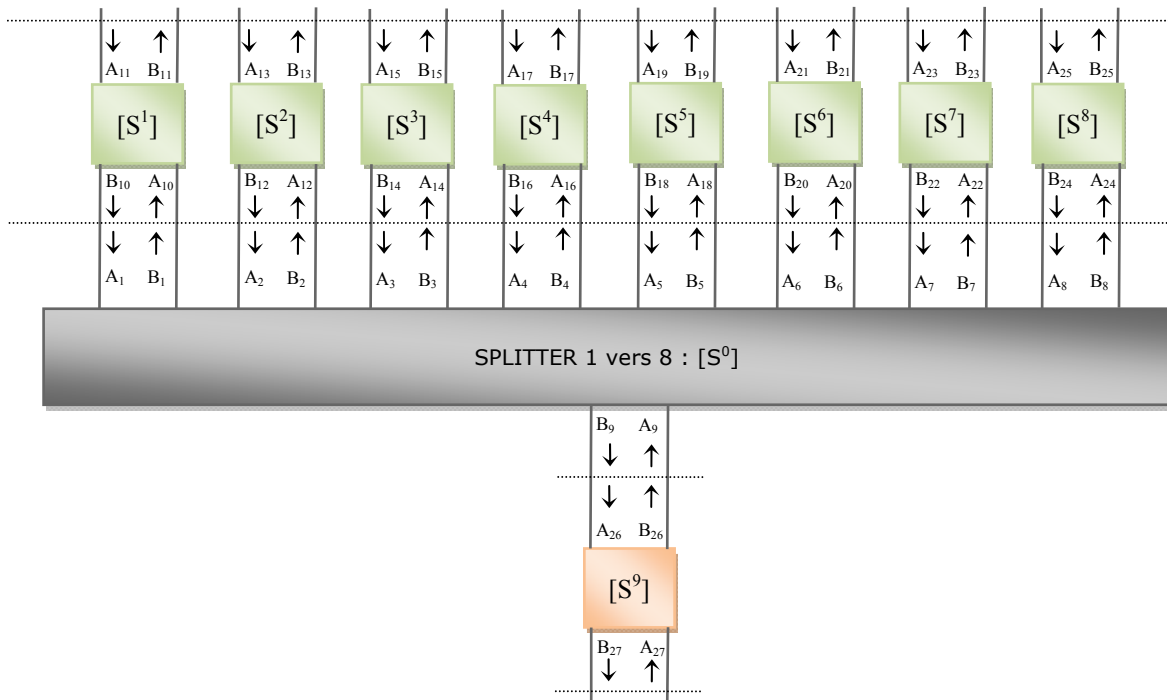 A₁₁ B₁₁ A₁₃ B₁₃ A₁₅ B₁₅ A₁₇ B₁₇ A₁₉ B₁₉ A₂₁ B₂₁ A₂₃ B₂₃ A₂₅ B₂₅
[S¹] [S²] [S³] [S⁴] [S⁵] [S⁶] [S⁷] [S⁸]
B₁₀ A₁₀ B₁₂ A₁₂ B₁₄ A₁₄ B₁₆ A₁₆ B₁₈ A₁₈ B₂₀ A₂₀ B₂₂ A₂₂ B₂₄ A₂₄
A₁ B₁ A₂ B₂ A₃ B₃ A₄ B₄ A₅ B₅ A₆ B₆ A₇ B₇ A₈ B₈
SPLITTER 1 vers 8 : [S⁰]
B₉ A₉
A₂₆ B₂₆
[S⁹]
B₂₇ A₂₇